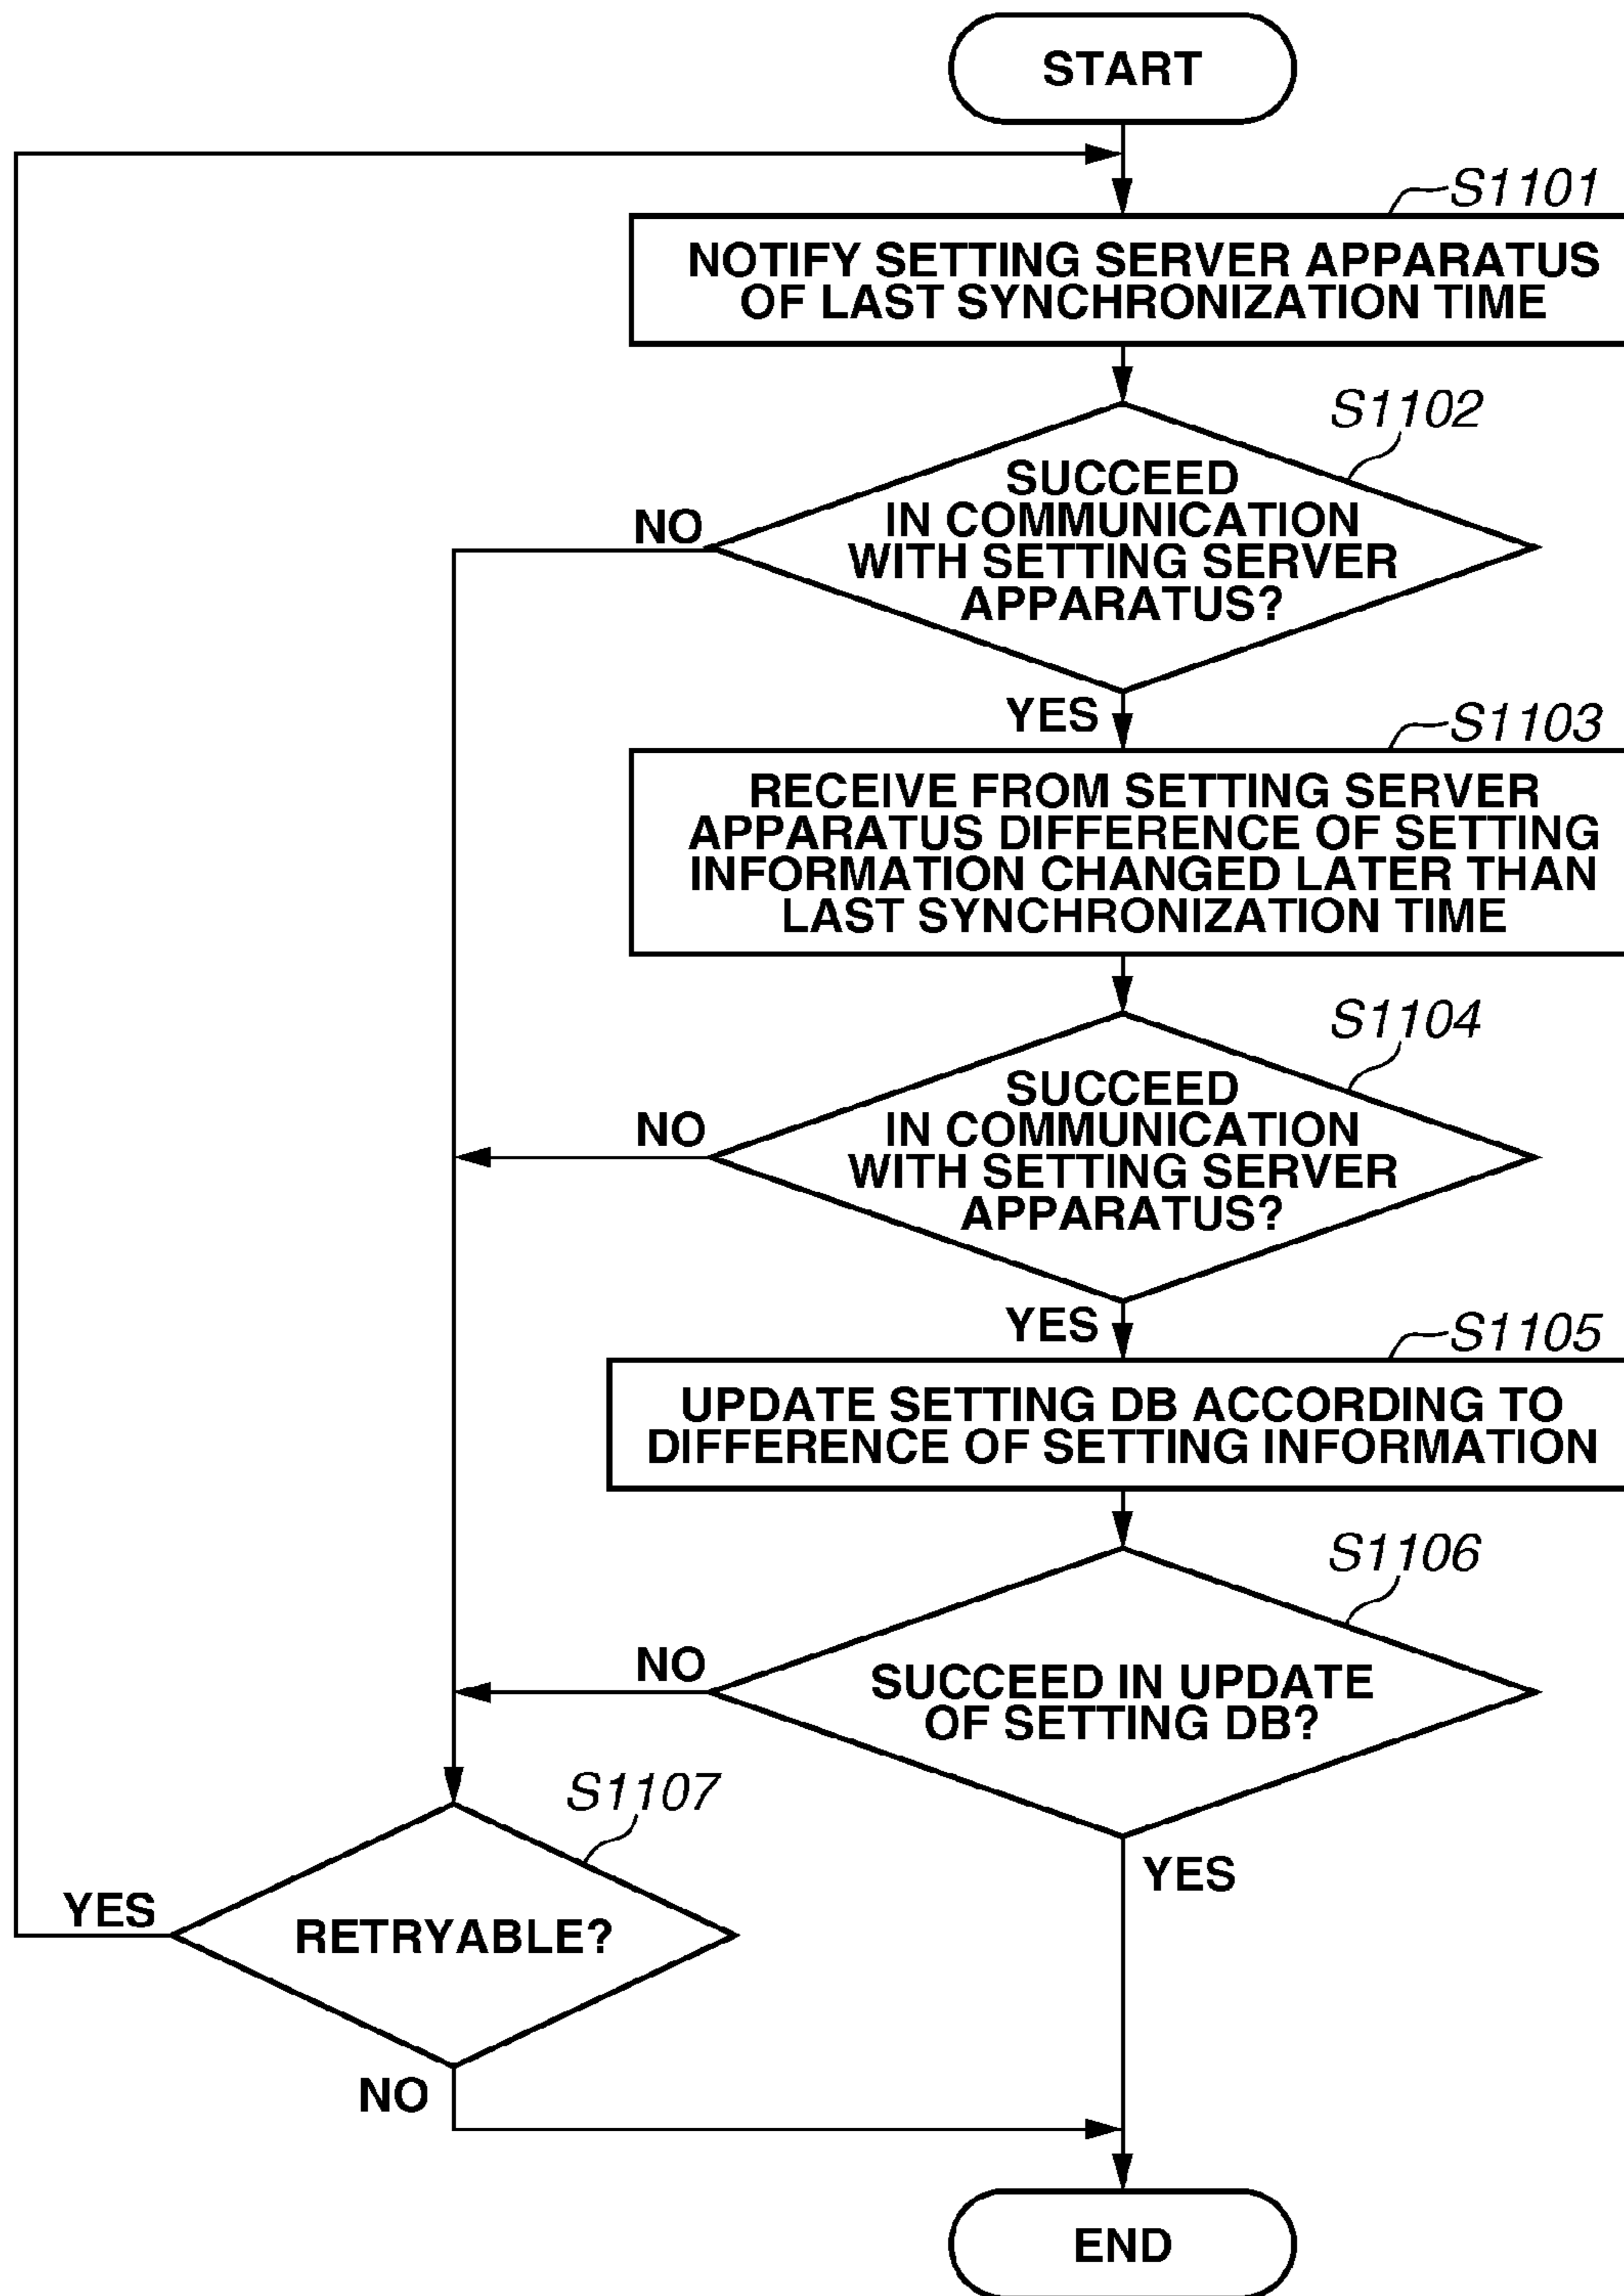 START
S1101
NOTIFY SETTING SERVER APPARATUS
OF LAST SYNCHRONIZATION TIME
S1102
SUCCEED
IN COMMUNICATION
WITH SETTING SERVER
APPARATUS?
NO
YES
S1103
RECEIVE FROM SETTING SERVER
APPARATUS DIFFERENCE OF SETTING
INFORMATION CHANGED LATER THAN
LAST SYNCHRONIZATION TIME
S1104
SUCCEED
IN COMMUNICATION
WITH SETTING SERVER
APPARATUS?
NO
YES
S1105
UPDATE SETTING DB ACCORDING TO
DIFFERENCE OF SETTING INFORMATION
S1106
SUCCEED IN UPDATE
OF SETTING DB?
NO
YES
S1107
RETRYABLE?
YES
NO
END